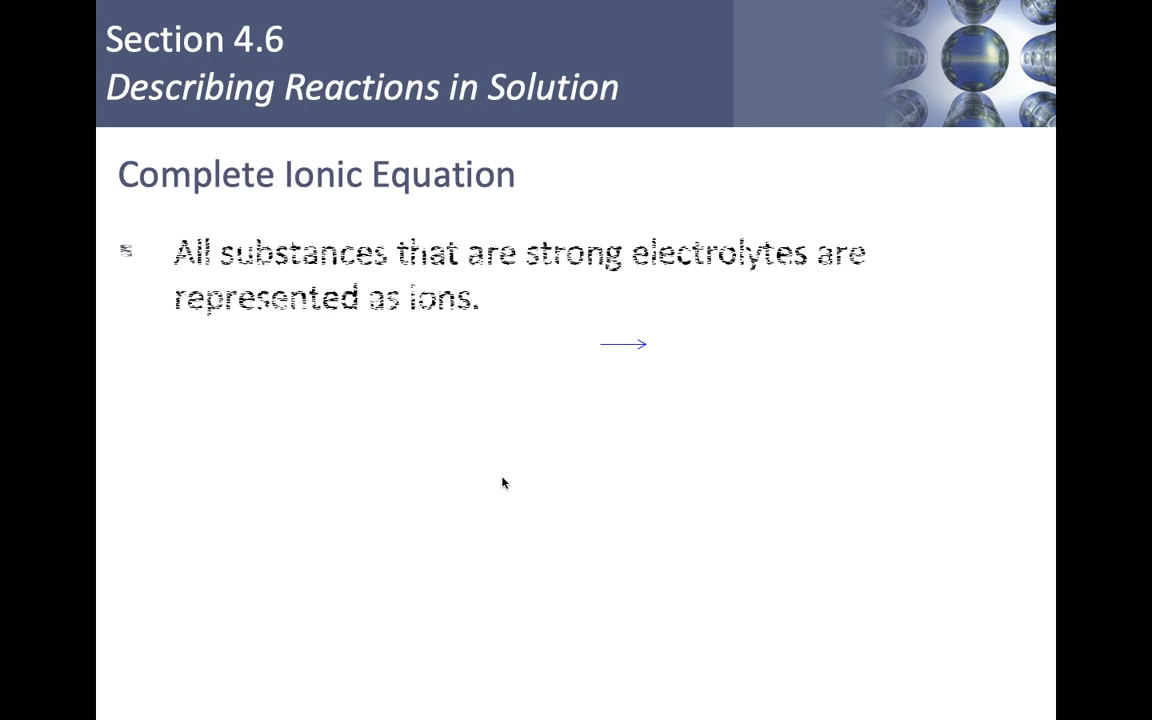 Section 4.6
Describing Reactions in Solution
Complete Ionic Equation
All substances that are strong electrolytes are
represented as ions.